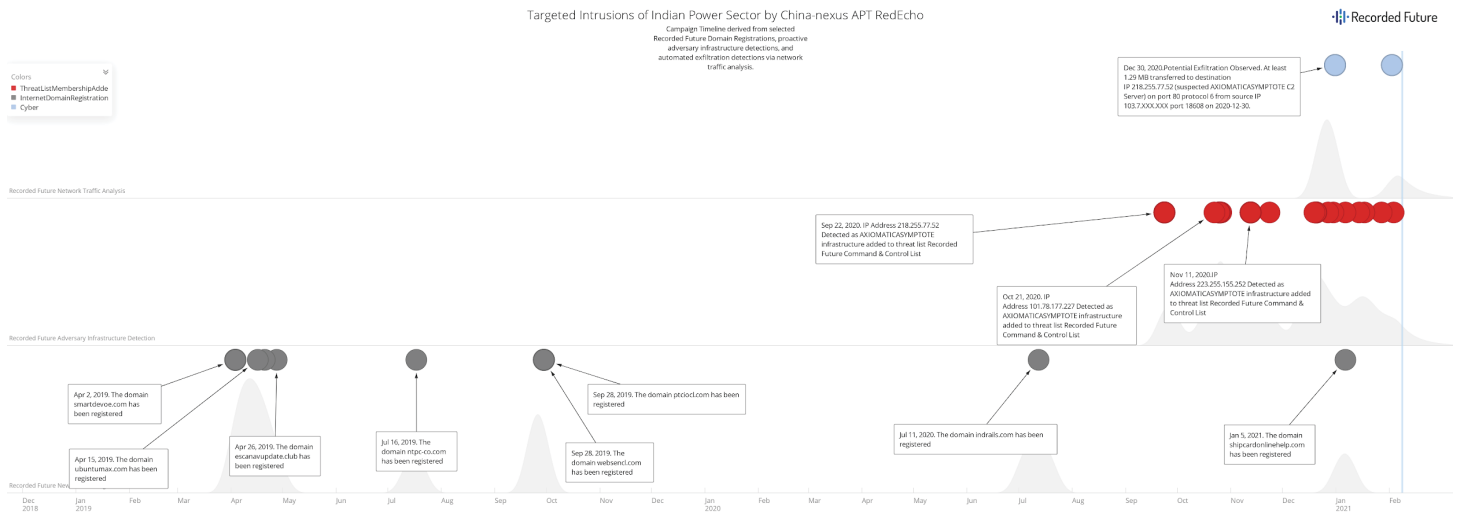 Targeted Intrusions of Indian Power Sector by China-nexus APT RedEcho
Campaign Timeline derived from selected
Recorded Future Domain Registrations, proactive
adversary infrastructure detections, and
automated exfiltration detections via network
traffic analysis.
Recorded Future
Colors
ThreatListMembershipAdde
InternetDomainRegistration
Cyber
Dec 30, 2020.Potential Exfiltration Observed. At least
1.29 MB transferred to destination
IP 218.255.77.52 (suspected AXIOMATICASYMPTOTE C2
Server) on port 80 protocol 6 from source IP
103.7.XXX.XXX port 18608 on 2020-12-30.
Recorded Future Network Traffic Analysis
Sep 22, 2020. IP Address 218.255.77.52
Detected as AXIOMATICASYMPTOTE
infrastructure added to threat list Recorded
Future Command & Control List
Oct 21, 2020. IP
Address 101.78.177.227 Detected as
AXIOMATICASYMPTOTE infrastructure
added to threat list Recorded Future
Command & Control List
Nov 11, 2020.IP
Address 223.255.155.252 Detected as
AXIOMATICASYMPTOTE infrastructure added
to threat list Recorded Future Command &
Control List
Recorded Future Adversary Infrastructure Detection
Apr 2, 2019. The domain
smartdevoe.com has
been registered
Apr 15, 2019. The domain
ubuntumax.com has been
registered
Apr 26, 2019. The domain
escanavupdate.club has
been registered
Jul 16, 2019. The
domain ntpc-co.com
has been registered
Sep 28, 2019. The domain ptciocl.com has been
registered
Sep 28, 2019. The
domain websencl.com
has been registered
Jul 11, 2020. The domain indrails.com has been
registered
Jan 5, 2021. The domain
shipcardonlinehelp.com
has been registered
Recorded Future New
Dec Jan Feb Mar Apr May Jun Jul Aug Sep Oct Nov Dec Jan Feb Mar Apr May Jun Jul Aug Sep Oct Nov Dec Jan Feb
2018 2019 2020 2021